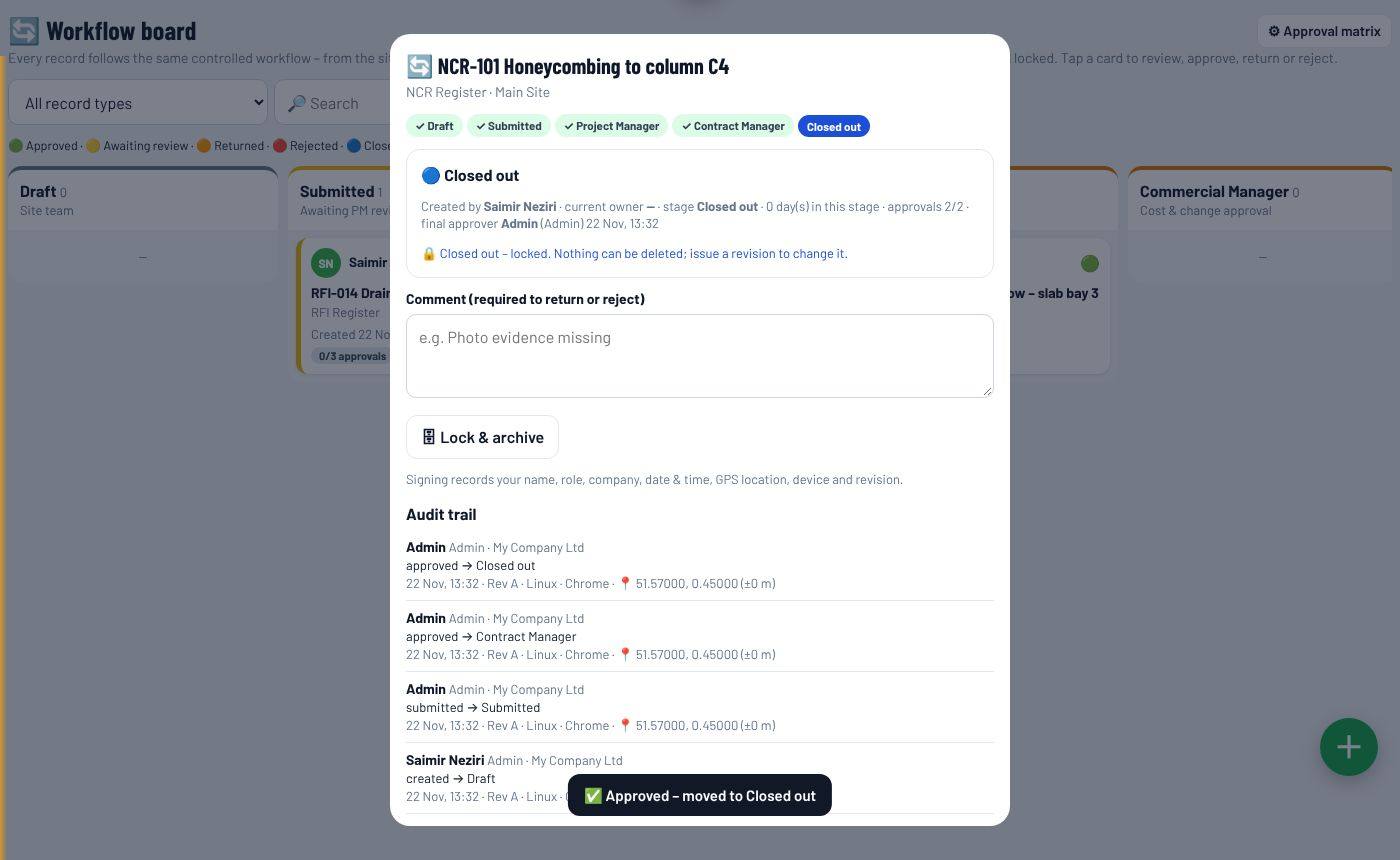 Workflow board
⚙ Approval matrix
Every record follows the same controlled workflow – from the sit
locked. Tap a card to review, approve, return or reject.
All record types
🔎 Search
Approved · Awaiting review · Returned · Rejected · Close
Draft 0
Site team
–
Submitted 1
Awaiting PM revi
SN Saimir
RFI-014 Drain
RFI Register
Created 22 No
0/3 approvals
ow – slab bay 3
Commercial Manager 0
Cost & change approval
–
NCR-101 Honeycombing to column C4
NCR Register · Main Site
✓ Draft ✓ Submitted ✓ Project Manager ✓ Contract Manager Closed out
Closed out
Created by Saimir Neziri · current owner – · stage Closed out · 0 day(s) in this stage · approvals 2/2 ·
final approver Admin (Admin) 22 Nov, 13:32
🔒 Closed out – locked. Nothing can be deleted; issue a revision to change it.
Comment (required to return or reject)
e.g. Photo evidence missing
🗄 Lock & archive
Signing records your name, role, company, date & time, GPS location, device and revision.
Audit trail
Admin Admin · My Company Ltd
approved → Closed out
22 Nov, 13:32 · Rev A · Linux · Chrome · 📍 51.57000, 0.45000 (±0 m)
Admin Admin · My Company Ltd
approved → Contract Manager
22 Nov, 13:32 · Rev A · Linux · Chrome · 📍 51.57000, 0.45000 (±0 m)
Admin Admin · My Company Ltd
submitted → Submitted
22 Nov, 13:32 · Rev A · Linux · Chrome · 📍 51.57000, 0.45000 (±0 m)
Saimir Neziri Admin · My Company Ltd
created → Draft
22 Nov, 13:32 · Rev A · Linux ·
✅ Approved – moved to Closed out